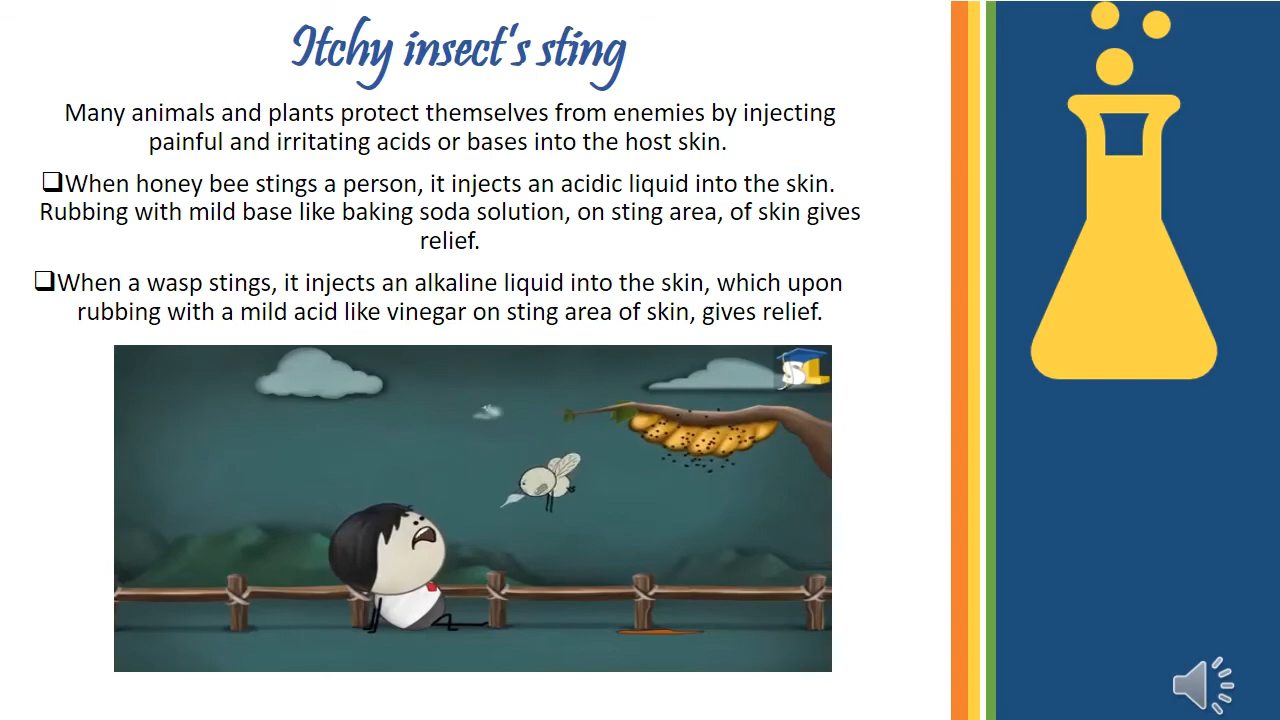 Itchy insect's sting
Many animals and plants protect themselves from enemies by injecting
painful and irritating acids or bases into the host skin.
❑When honey bee stings a person, it injects an acidic liquid into the skin.
Rubbing with mild base like baking soda solution, on sting area, of skin gives
relief.
❑When a wasp stings, it injects an alkaline liquid into the skin, which upon
rubbing with a mild acid like vinegar on sting area of skin, gives relief.
SL